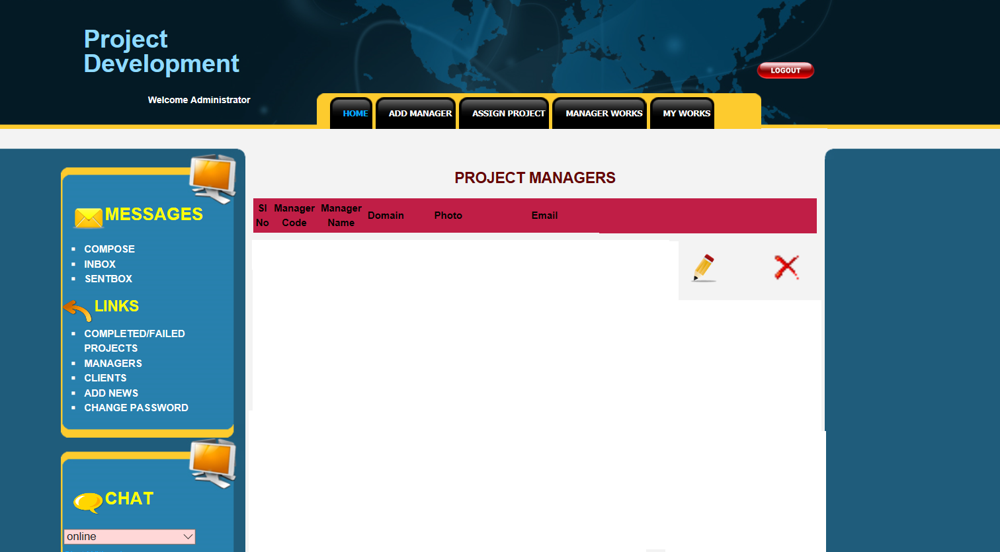 Project
Development
LOGOUT
Welcome Administrator
HOME ADD MANAGER ASSIGN PROJECT MANAGER WORKS MY WORKS
MESSAGES
COMPOSE
INBOX
SENTBOX
LINKS
COMPLETED/FAILED
PROJECTS
MANAGERS
CLIENTS
ADD NEWS
CHANGE PASSWORD
CHAT
online
PROJECT MANAGERS
Sl No Manager Code Manager Name Domain Photo Email